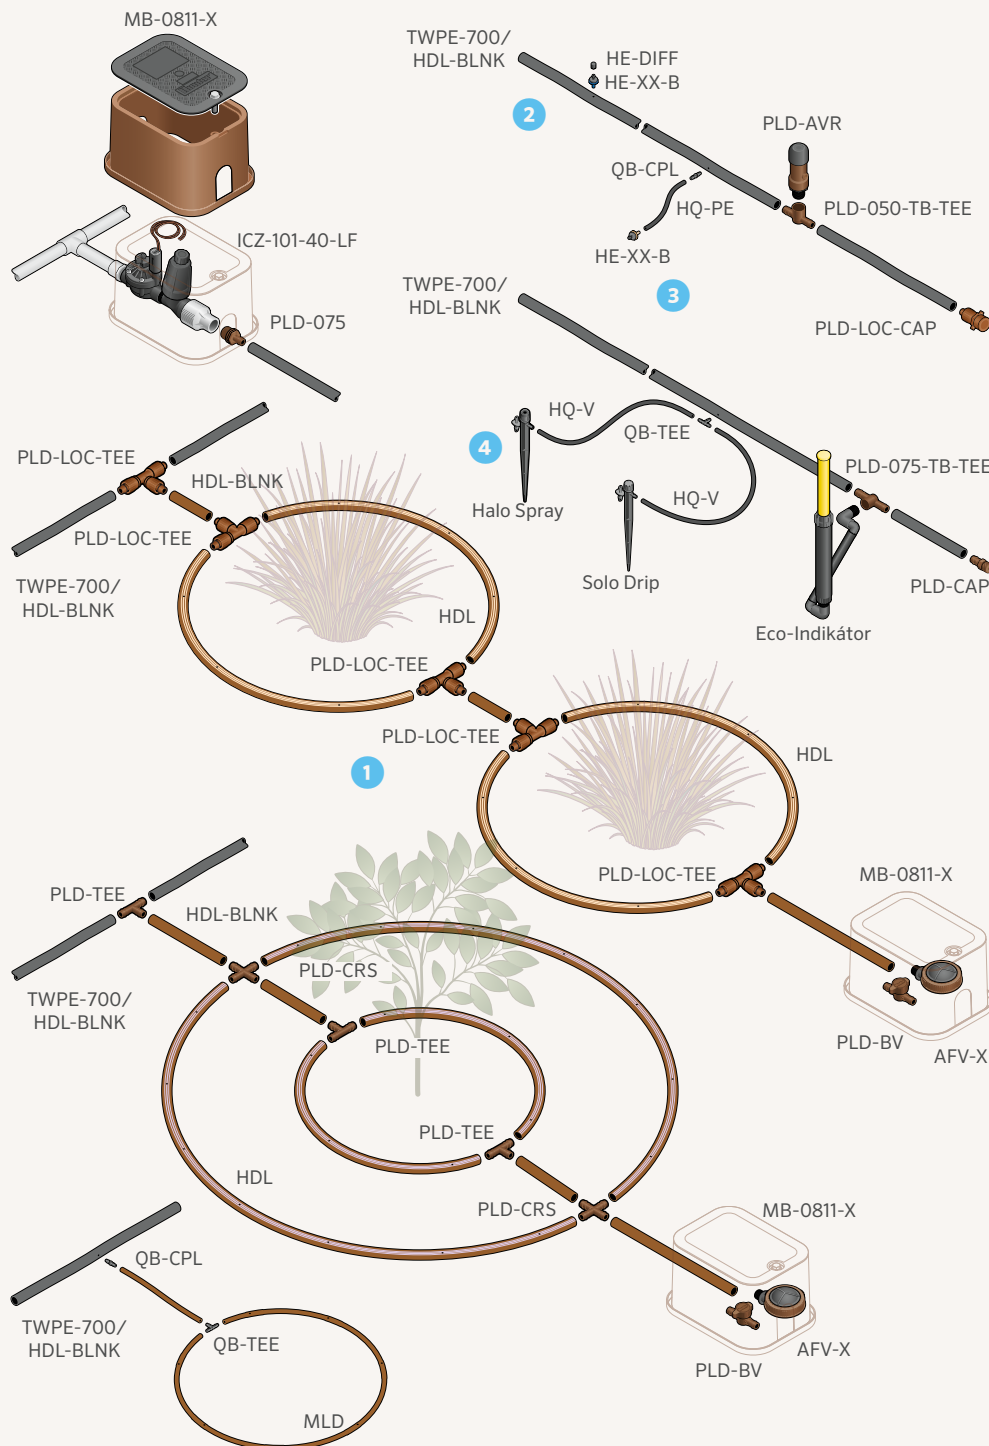 MB-0811-X
TWPE-700/
HDL-BLNK
HE-DIFF
HE-XX-B
2
PLD-AVR
QB-CPL
HQ-PE
PLD-050-TB-TEE
HE-XX-B
ICZ-101-40-LF
PLD-075
3
TWPE-700/
HDL-BLNK
PLD-LOC-CAP
HQ-V
QB-TEE
4
PLD-LOC-TEE
HDL-BLNK
PLD-075-TB-TEE
HQ-V
Halo Spray
PLD-LOC-TEE
Solo Drip
TWPE-700/
HDL-BLNK
PLD-CAP
HDL
Eco-Indikátor
PLD-LOC-TEE
PLD-LOC-TEE
HDL
1
PLD-LOC-TEE
MB-0811-X
PLD-TEE
HDL-BLNK
PLD-CRS
TWPE-700/
HDL-BLNK
PLD-TEE
PLD-BV
AFV-X
PLD-TEE
HDL
PLD-CRS
MB-0811-X
QB-CPL
TWPE-700/
HDL-BLNK
QB-TEE
AFV-X
PLD-BV
MLD